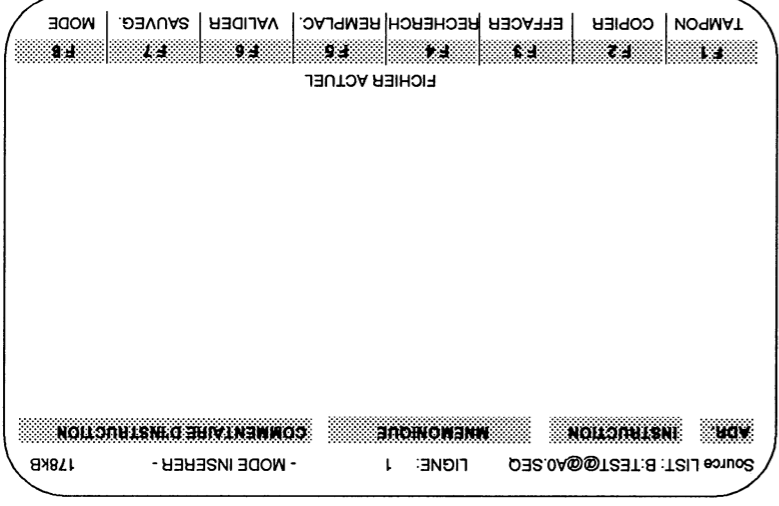 Source LIST: B:TEST@@@A0.SEQ LIGNE: 1 - MODE INSERER - 178kB
ADR. INSTRUCTION MNEMONIQUE COMMENTAIRE D'INSTRUCTION
FICHIER ACTUEL
F1 F2 F3 F4 F5 F6 F7 F8
TAMPON COPIER EFFACER RECHERCH REMPLAC. VALIDER SAUVEG. MODE